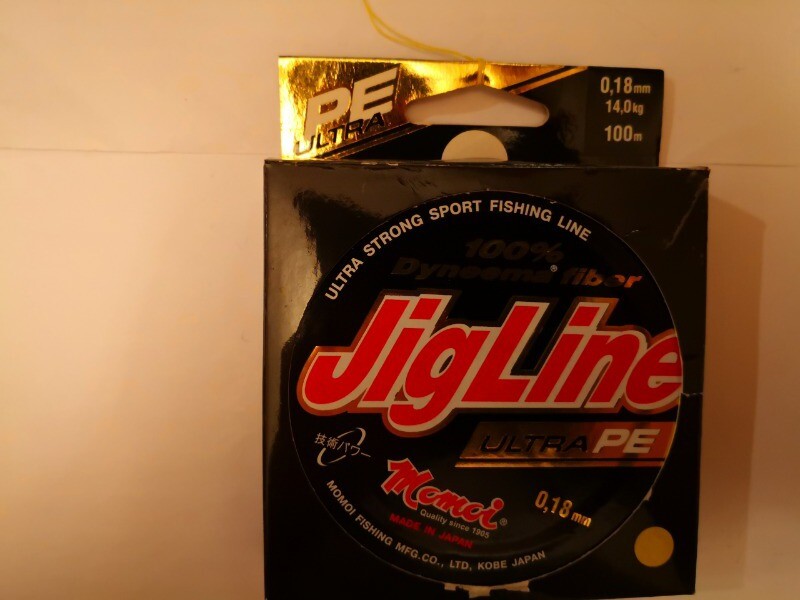 PE
ULTRA
0,18mm
14,0kg
100m
ULTRA STRONG SPORT FISHING LINE
100%
Dyneema® fiber
JigLine
ULTRA PE
技術パワー
Momoi®
Quality since 1905
MADE IN JAPAN
0,18mm
MOMOI FISHING MFG.CO., LTD, KOBE JAPAN